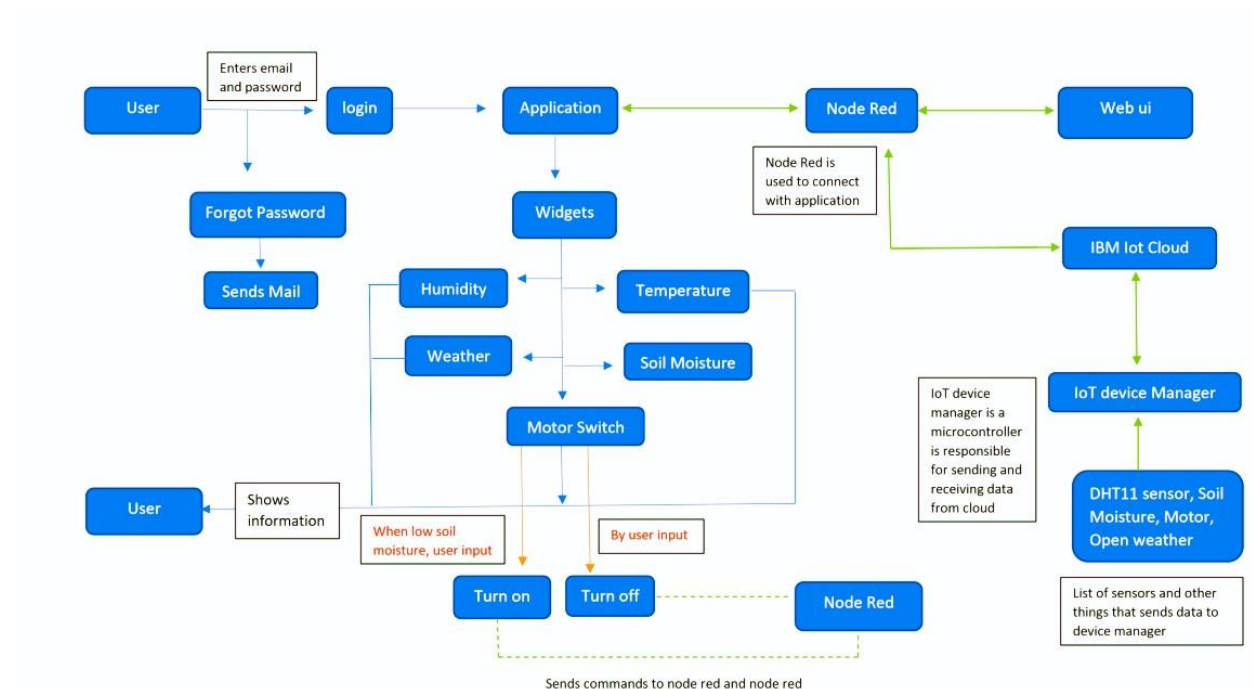 Enters email
and password
User
login
Application
Node Red
Web ui
Node Red is
used to connect
with application
Forgot Password
Widgets
IBM Iot Cloud
Sends Mail
Humidity
Temperature
Weather
Soil Moisture
IoT device
manager is a
microcontroller
is responsible
for sending and
receiving data
from cloud
IoT device Manager
Motor Switch
User
Shows
information
When low soil
moisture, user input
By user input
DHT11 sensor, Soil
Moisture, Motor,
Open weather
Turn on
Turn off
Node Red
List of sensors and other
things that sends data to
device manager
Sends commands to node red and node red